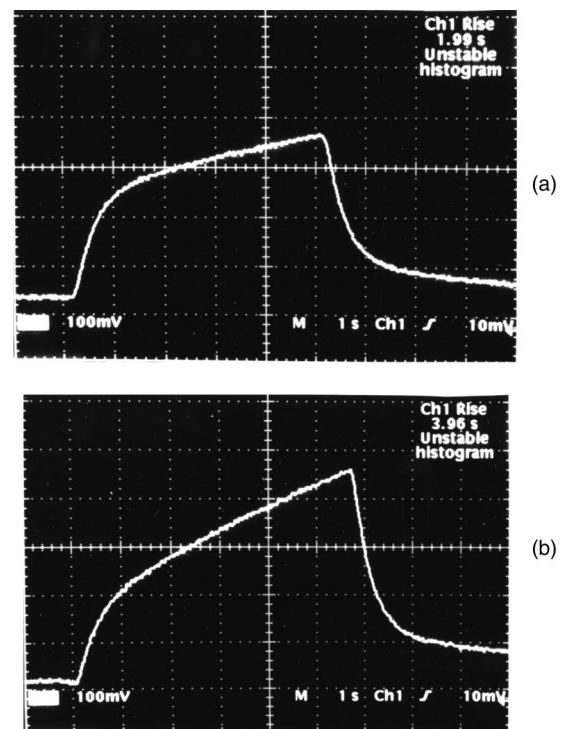 Ch1 Rise
1.99 s
Unstable
histogram
(a)
100mV M 1 s Ch1 10mV
Ch1 Rise
3.96 s
Unstable
histogram
(b)
100mV M 1 s Ch1 10mV